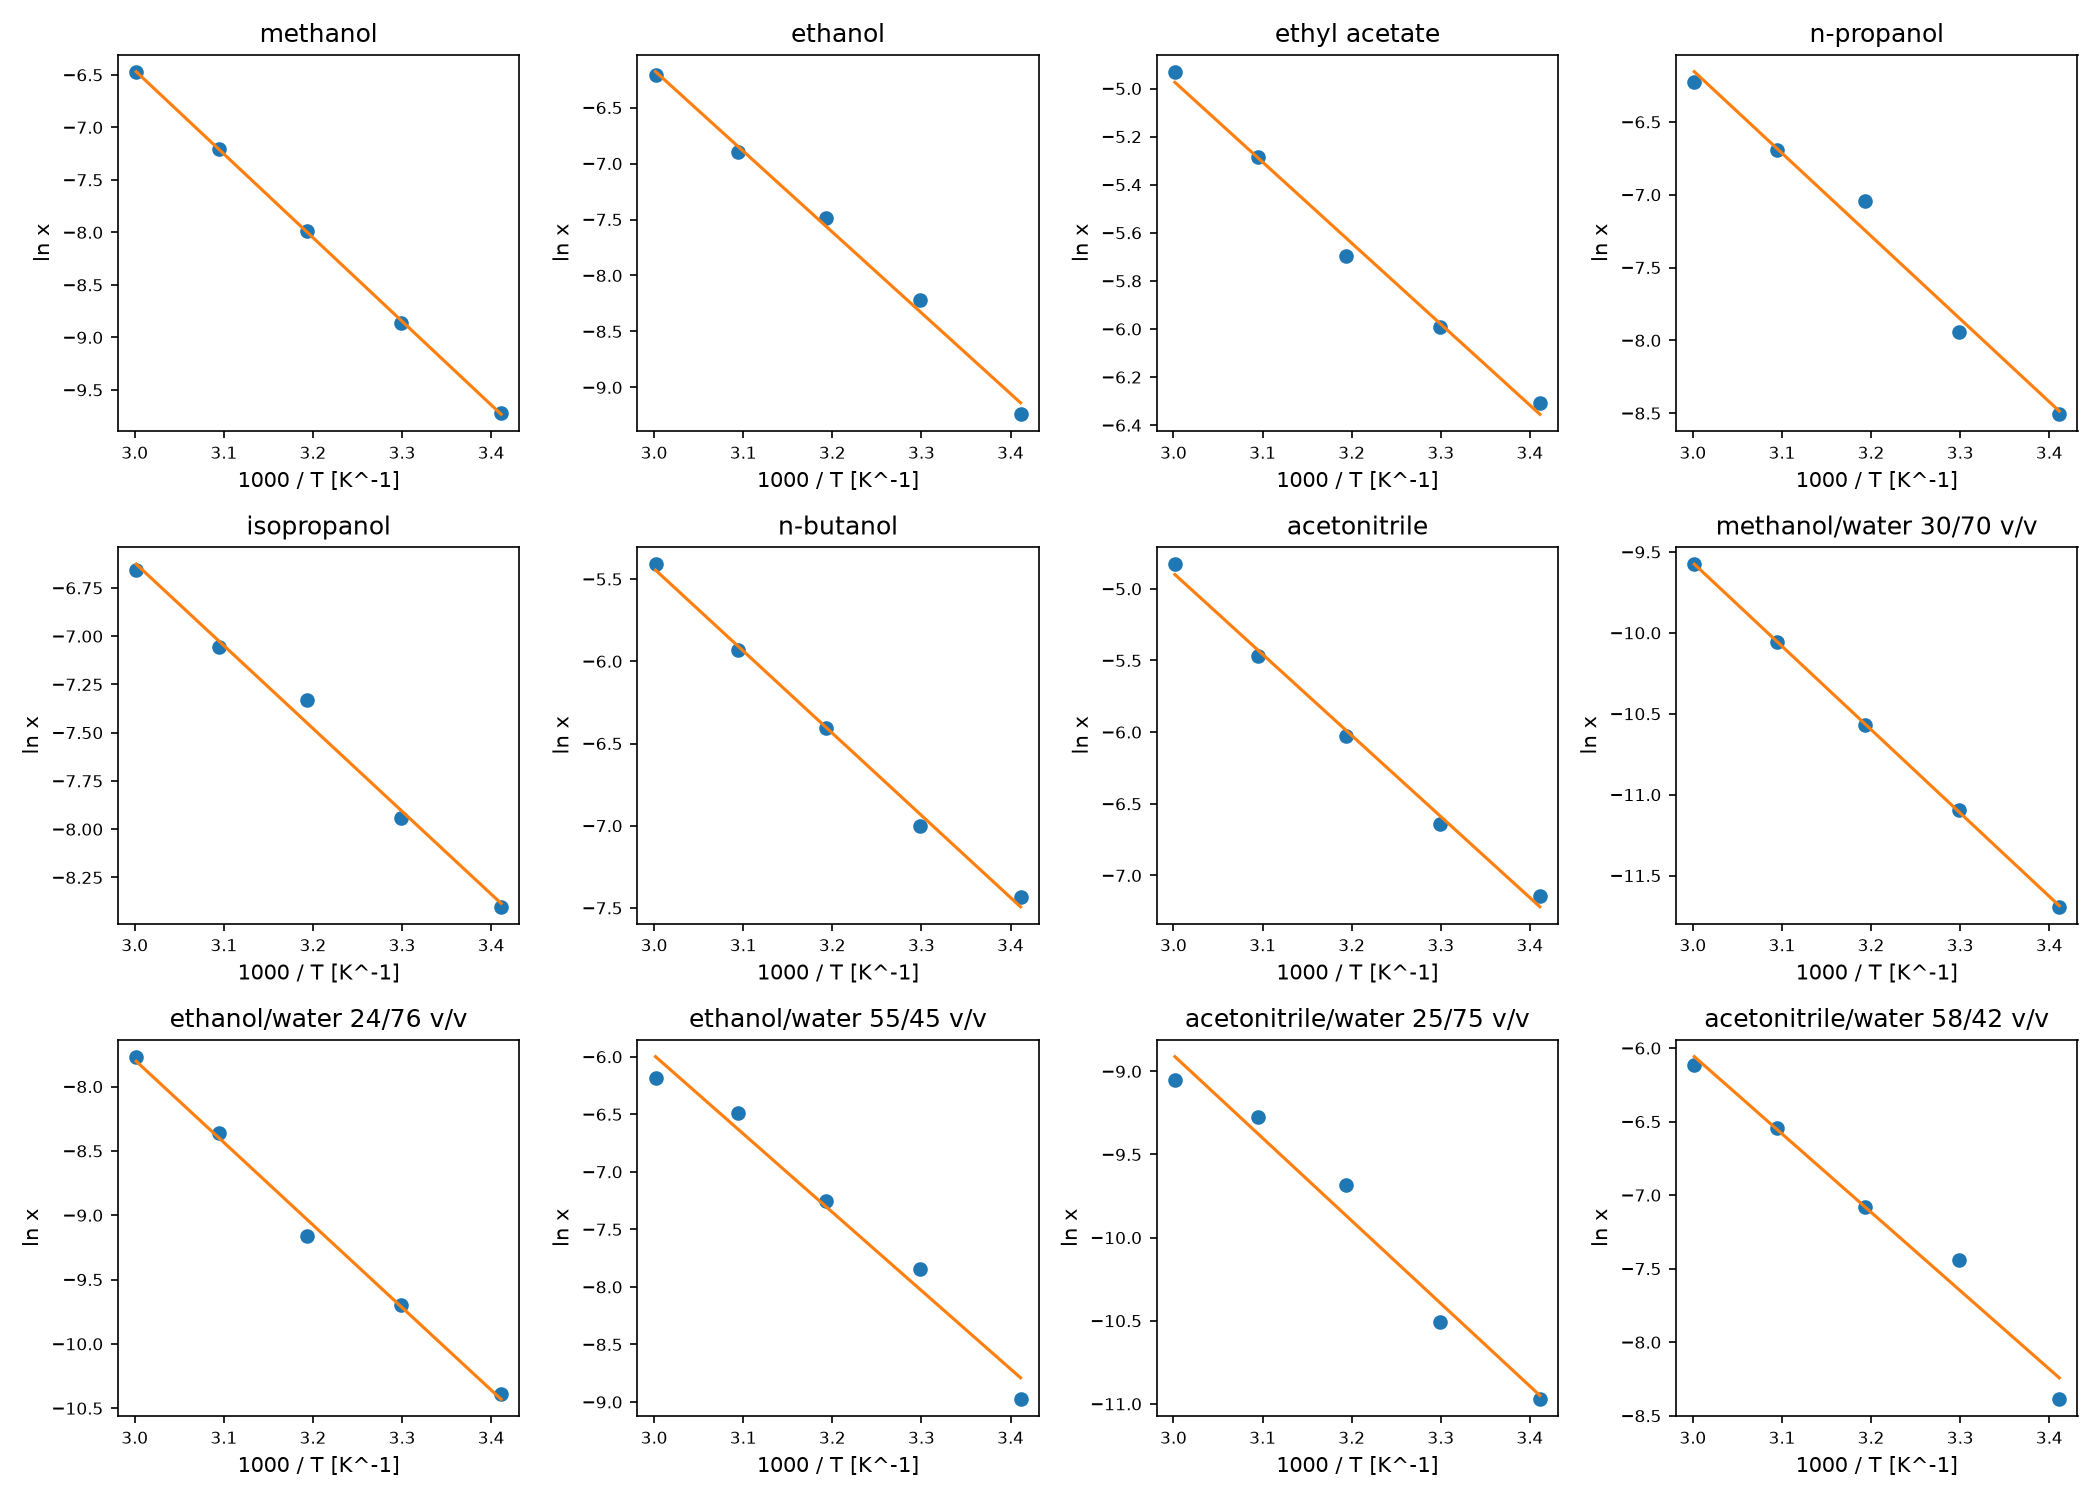 methanol
ln x
−6.5
−7.0
−7.5
−8.0
−8.5
−9.0
−9.5
3.0 3.1 3.2 3.3 3.4
1000 / T [K^-1]
ethanol
ln x
−6.5
−7.0
−7.5
−8.0
−8.5
−9.0
3.0 3.1 3.2 3.3 3.4
1000 / T [K^-1]
ethyl acetate
ln x
−5.0
−5.2
−5.4
−5.6
−5.8
−6.0
−6.2
−6.4
3.0 3.1 3.2 3.3 3.4
1000 / T [K^-1]
n-propanol
ln x
−6.5
−7.0
−7.5
−8.0
−8.5
3.0 3.1 3.2 3.3 3.4
1000 / T [K^-1]
isopropanol
ln x
−6.75
−7.00
−7.25
−7.50
−7.75
−8.00
−8.25
3.0 3.1 3.2 3.3 3.4
1000 / T [K^-1]
n-butanol
ln x
−5.5
−6.0
−6.5
−7.0
−7.5
3.0 3.1 3.2 3.3 3.4
1000 / T [K^-1]
acetonitrile
ln x
−5.0
−5.5
−6.0
−6.5
−7.0
3.0 3.1 3.2 3.3 3.4
1000 / T [K^-1]
methanol/water 30/70 v/v
ln x
−9.5
−10.0
−10.5
−11.0
−11.5
3.0 3.1 3.2 3.3 3.4
1000 / T [K^-1]
ethanol/water 24/76 v/v
ln x
−8.0
−8.5
−9.0
−9.5
−10.0
−10.5
3.0 3.1 3.2 3.3 3.4
1000 / T [K^-1]
ethanol/water 55/45 v/v
ln x
−6.0
−6.5
−7.0
−7.5
−8.0
−8.5
−9.0
3.0 3.1 3.2 3.3 3.4
1000 / T [K^-1]
acetonitrile/water 25/75 v/v
ln x
−9.0
−9.5
−10.0
−10.5
−11.0
3.0 3.1 3.2 3.3 3.4
1000 / T [K^-1]
acetonitrile/water 58/42 v/v
ln x
−6.0
−6.5
−7.0
−7.5
−8.0
−8.5
3.0 3.1 3.2 3.3 3.4
1000 / T [K^-1]